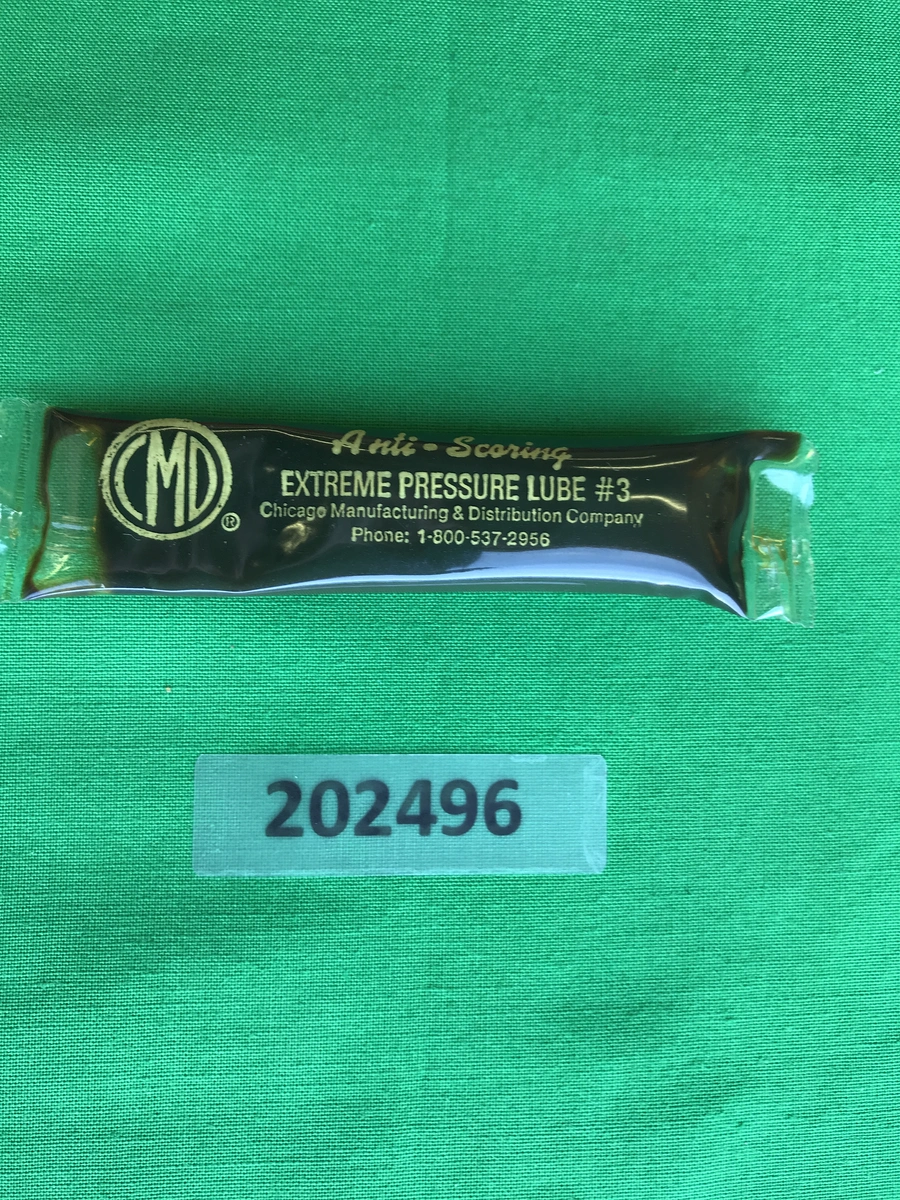 CMD
®
Anti-Scoring
EXTREME PRESSURE LUBE #3
Chicago Manufacturing & Distribution Company
Phone: 1-800-537-2956
202496